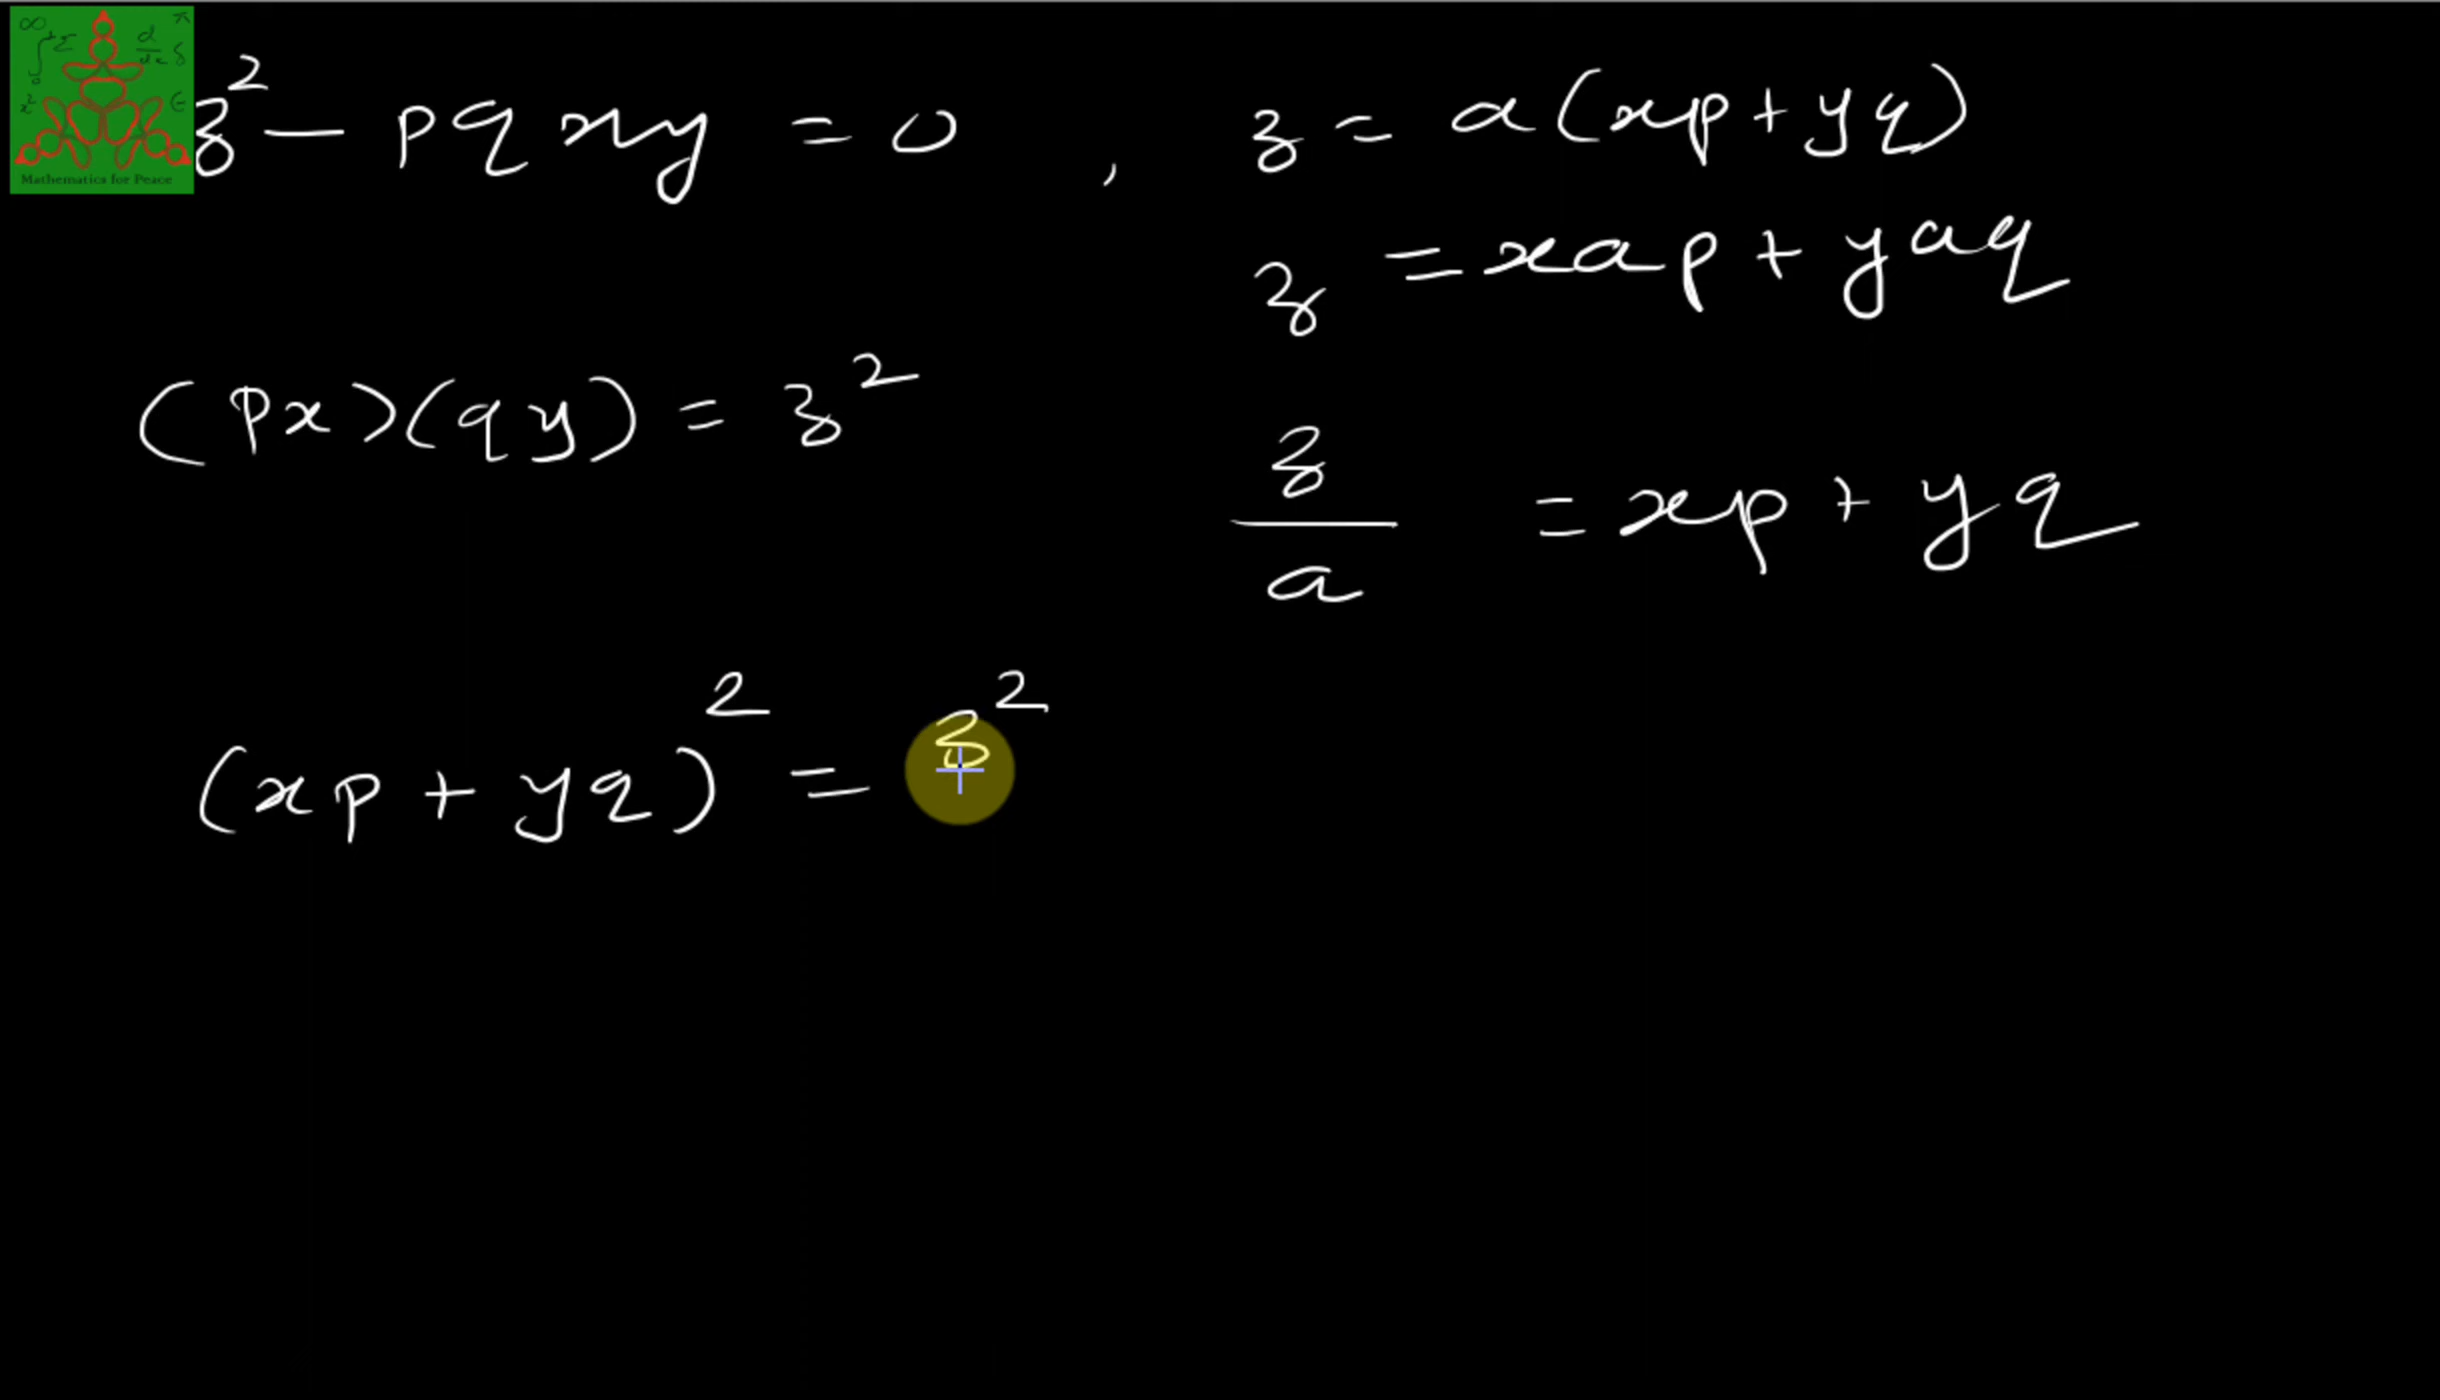 z² − pqxy = 0 , z = a(xp + yq)
z = xap + yaq
(px)(qy) = z²
z/a = xp + yq
(xp + yq)² = z²
Mathematics for Peace